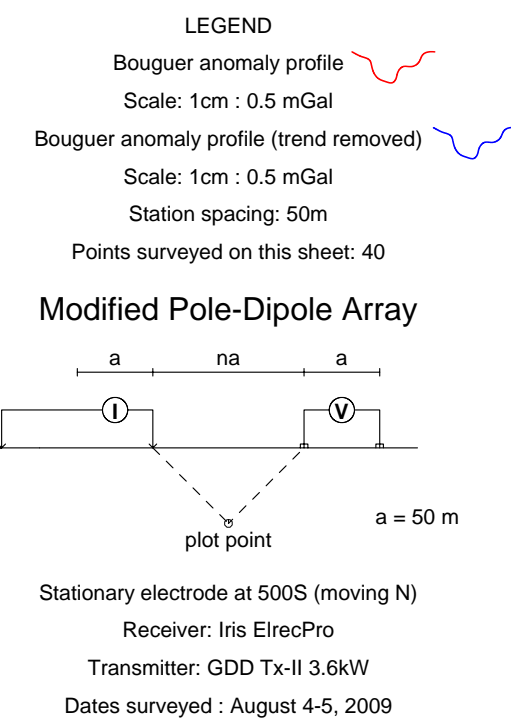 LEGEND
Bouguer anomaly profile
Scale: 1cm : 0.5 mGal
Bouguer anomaly profile (trend removed)
Scale: 1cm : 0.5 mGal
Station spacing: 50m
Points surveyed on this sheet: 40
Modified Pole-Dipole Array
a na a
I V
a = 50 m
plot point
Stationary electrode at 500S (moving N)
Receiver: Iris ElrecPro
Transmitter: GDD Tx-II 3.6kW
Dates surveyed : August 4-5, 2009